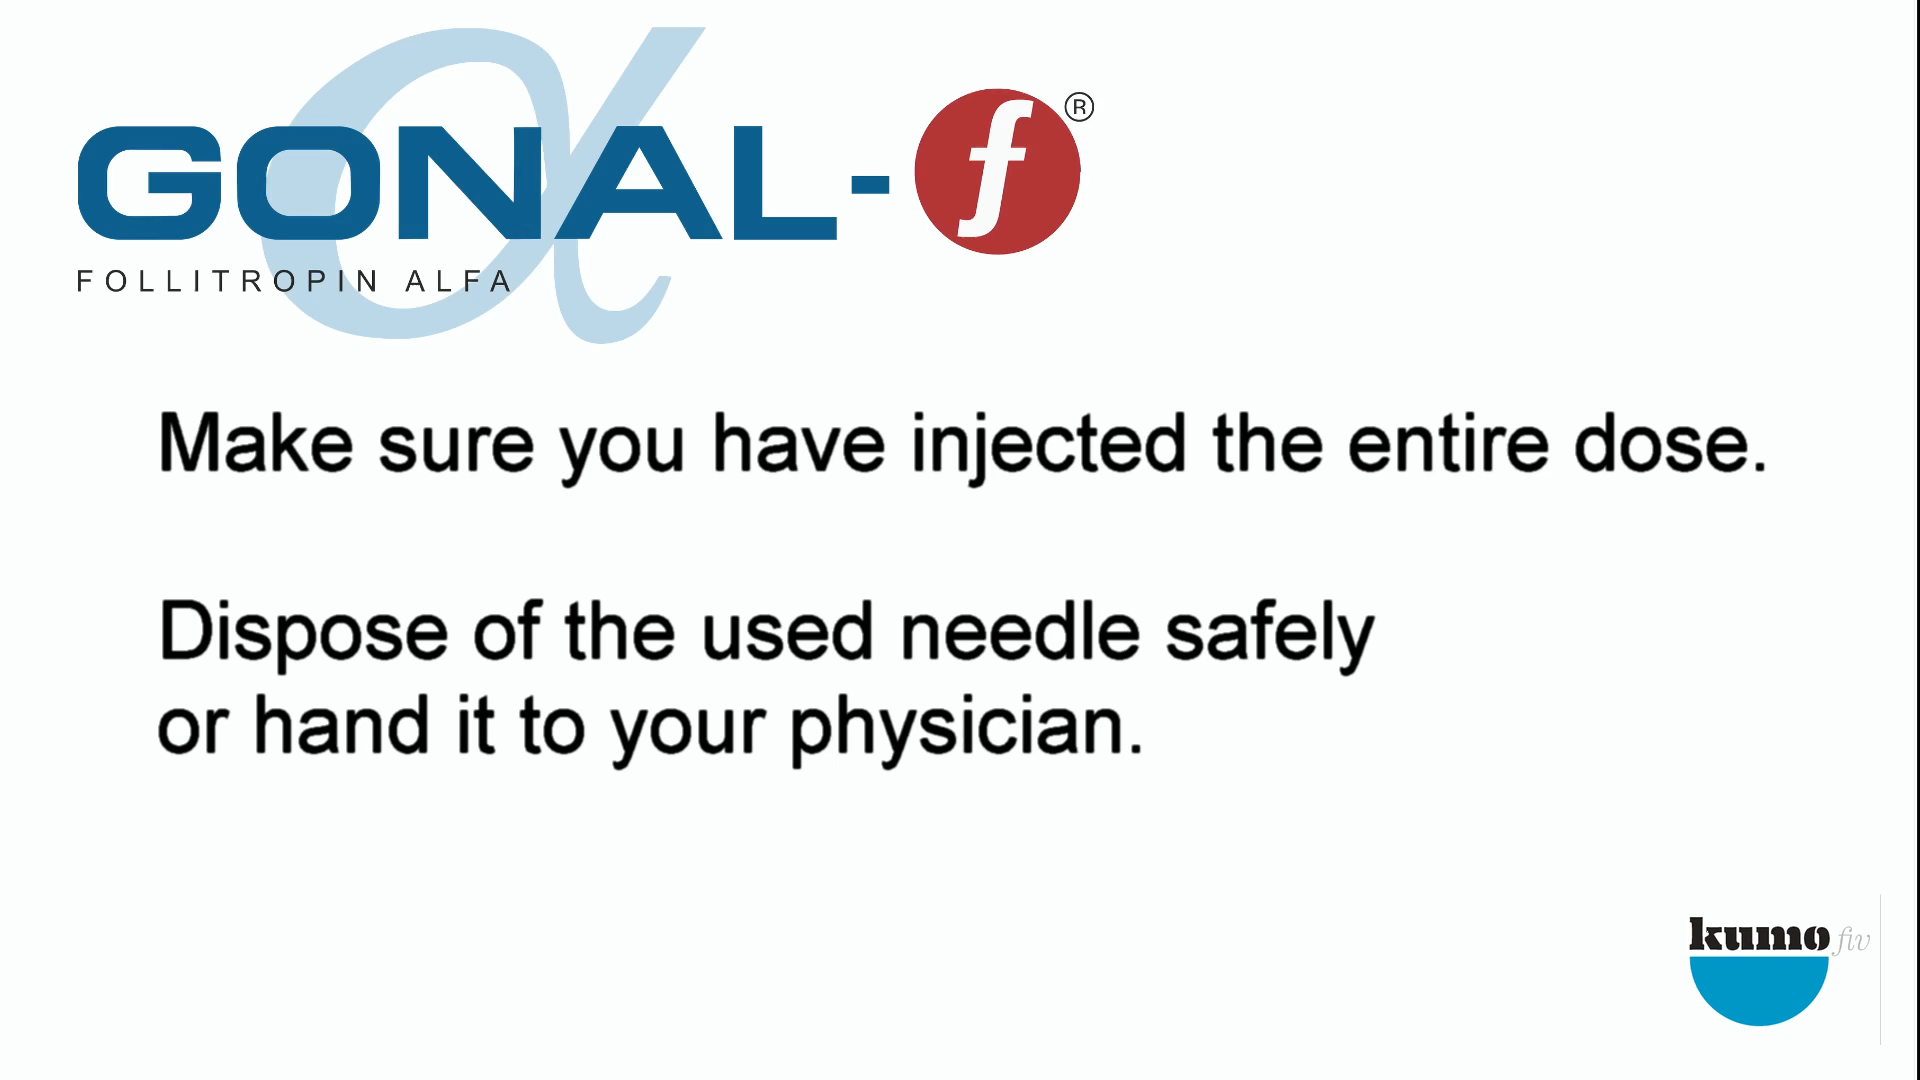 GONAL-f®
FOLLITROPIN ALFA
Make sure you have injected the entire dose.
Dispose of the used needle safely
or hand it to your physician.
kumo fiv